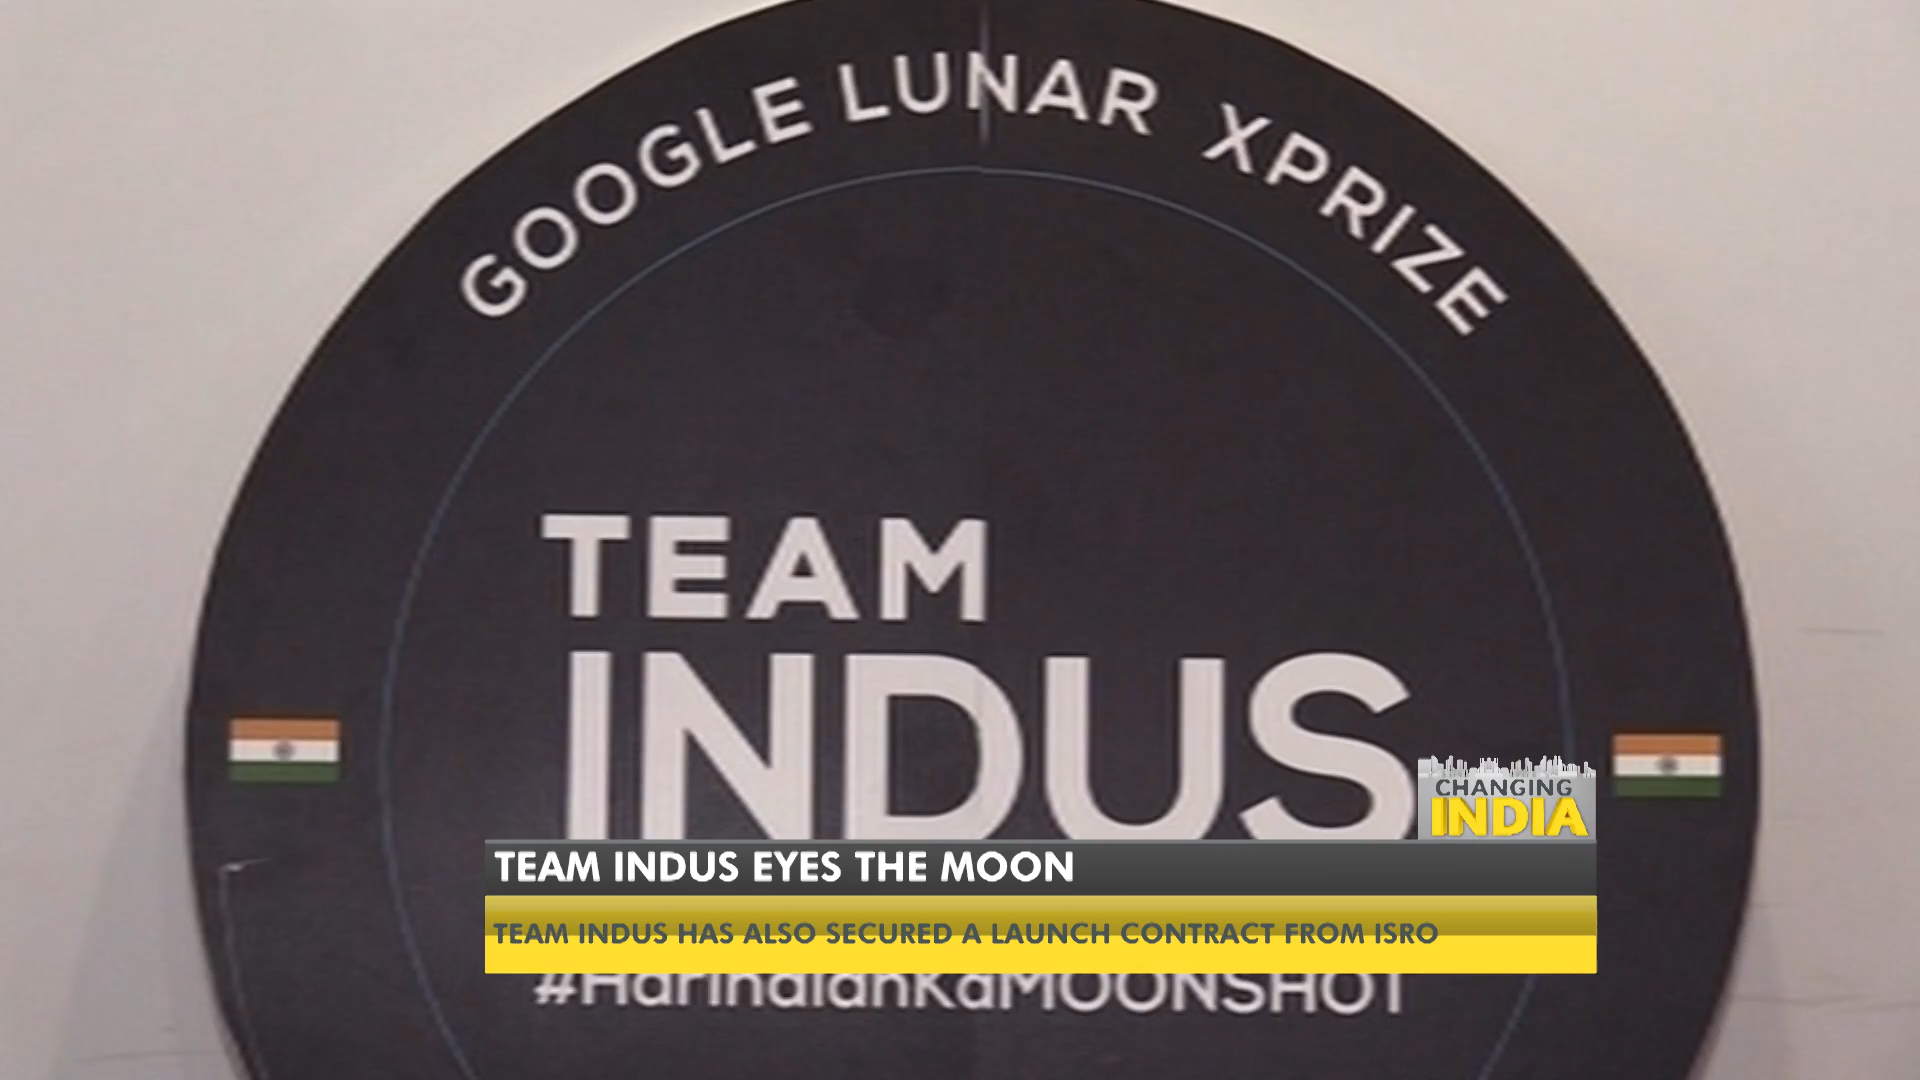 GOOGLE LUNAR XPRIZE
TEAM
INDUS
CHANGING
INDIA
TEAM INDUS EYES THE MOON
TEAM INDUS HAS ALSO SECURED A LAUNCH CONTRACT FROM ISRO
#HarIndianKaMOONSHOT